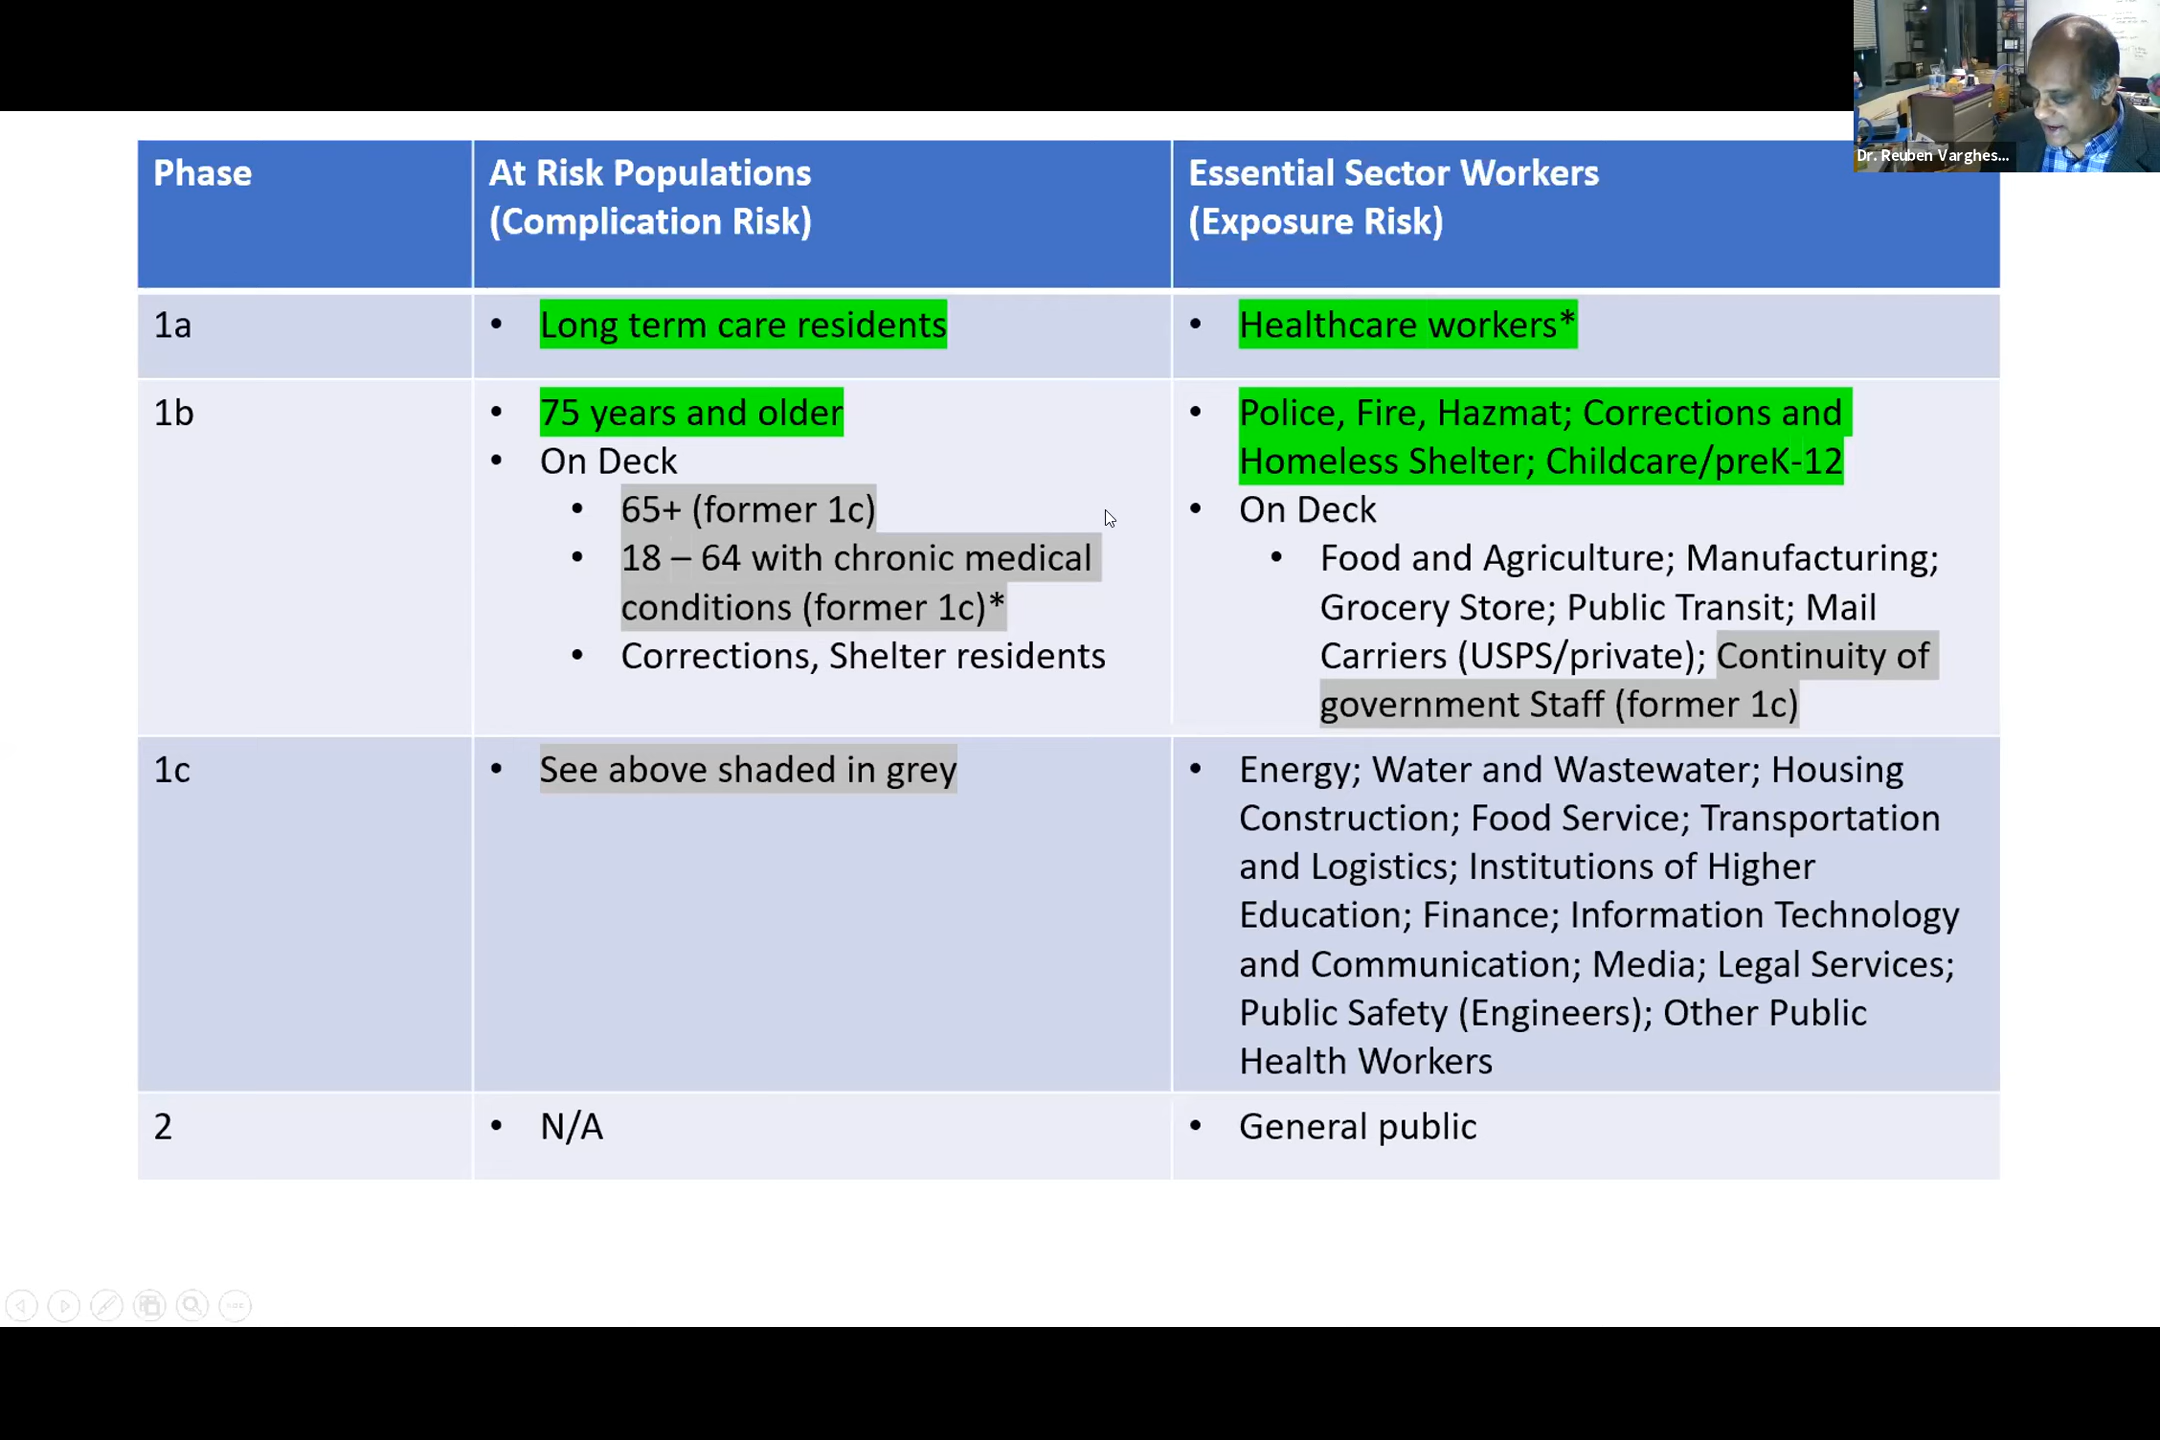 Dr. Reuben Varghes...
Phase
At Risk Populations
(Complication Risk)
Essential Sector Workers
(Exposure Risk)
1a
• Long term care residents
• Healthcare workers*
1b
• 75 years and older
• On Deck
• 65+ (former 1c)
• 18 – 64 with chronic medical
conditions (former 1c)*
• Corrections, Shelter residents
• Police, Fire, Hazmat; Corrections and
Homeless Shelter; Childcare/preK-12
• On Deck
• Food and Agriculture; Manufacturing;
Grocery Store; Public Transit; Mail
Carriers (USPS/private); Continuity of
government Staff (former 1c)
1c
• See above shaded in grey
• Energy; Water and Wastewater; Housing
Construction; Food Service; Transportation
and Logistics; Institutions of Higher
Education; Finance; Information Technology
and Communication; Media; Legal Services;
Public Safety (Engineers); Other Public
Health Workers
2
• N/A
• General public